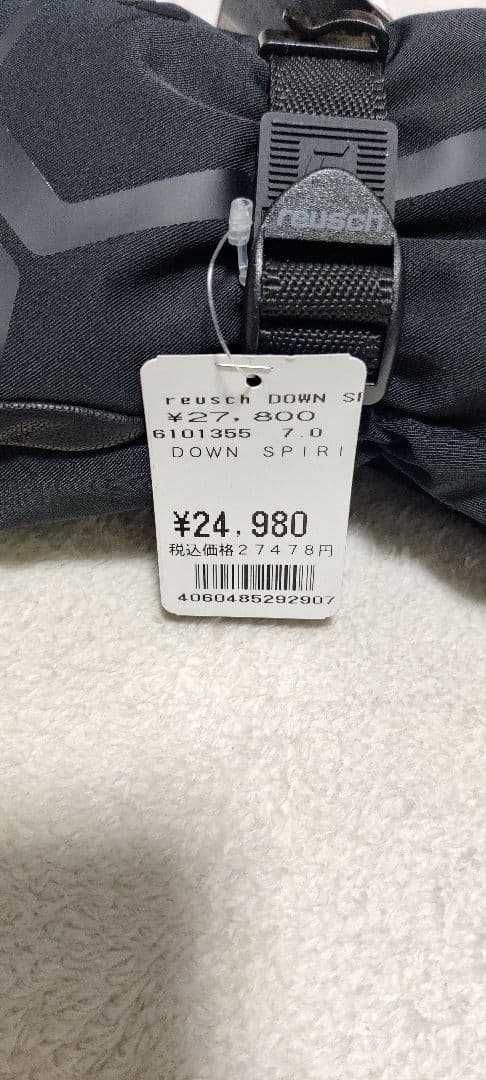 reusch
reusch DOWN SP
¥27,800
6101355 7.0
DOWN SPIRI
¥24,980
税込価格27478円
4060485292907